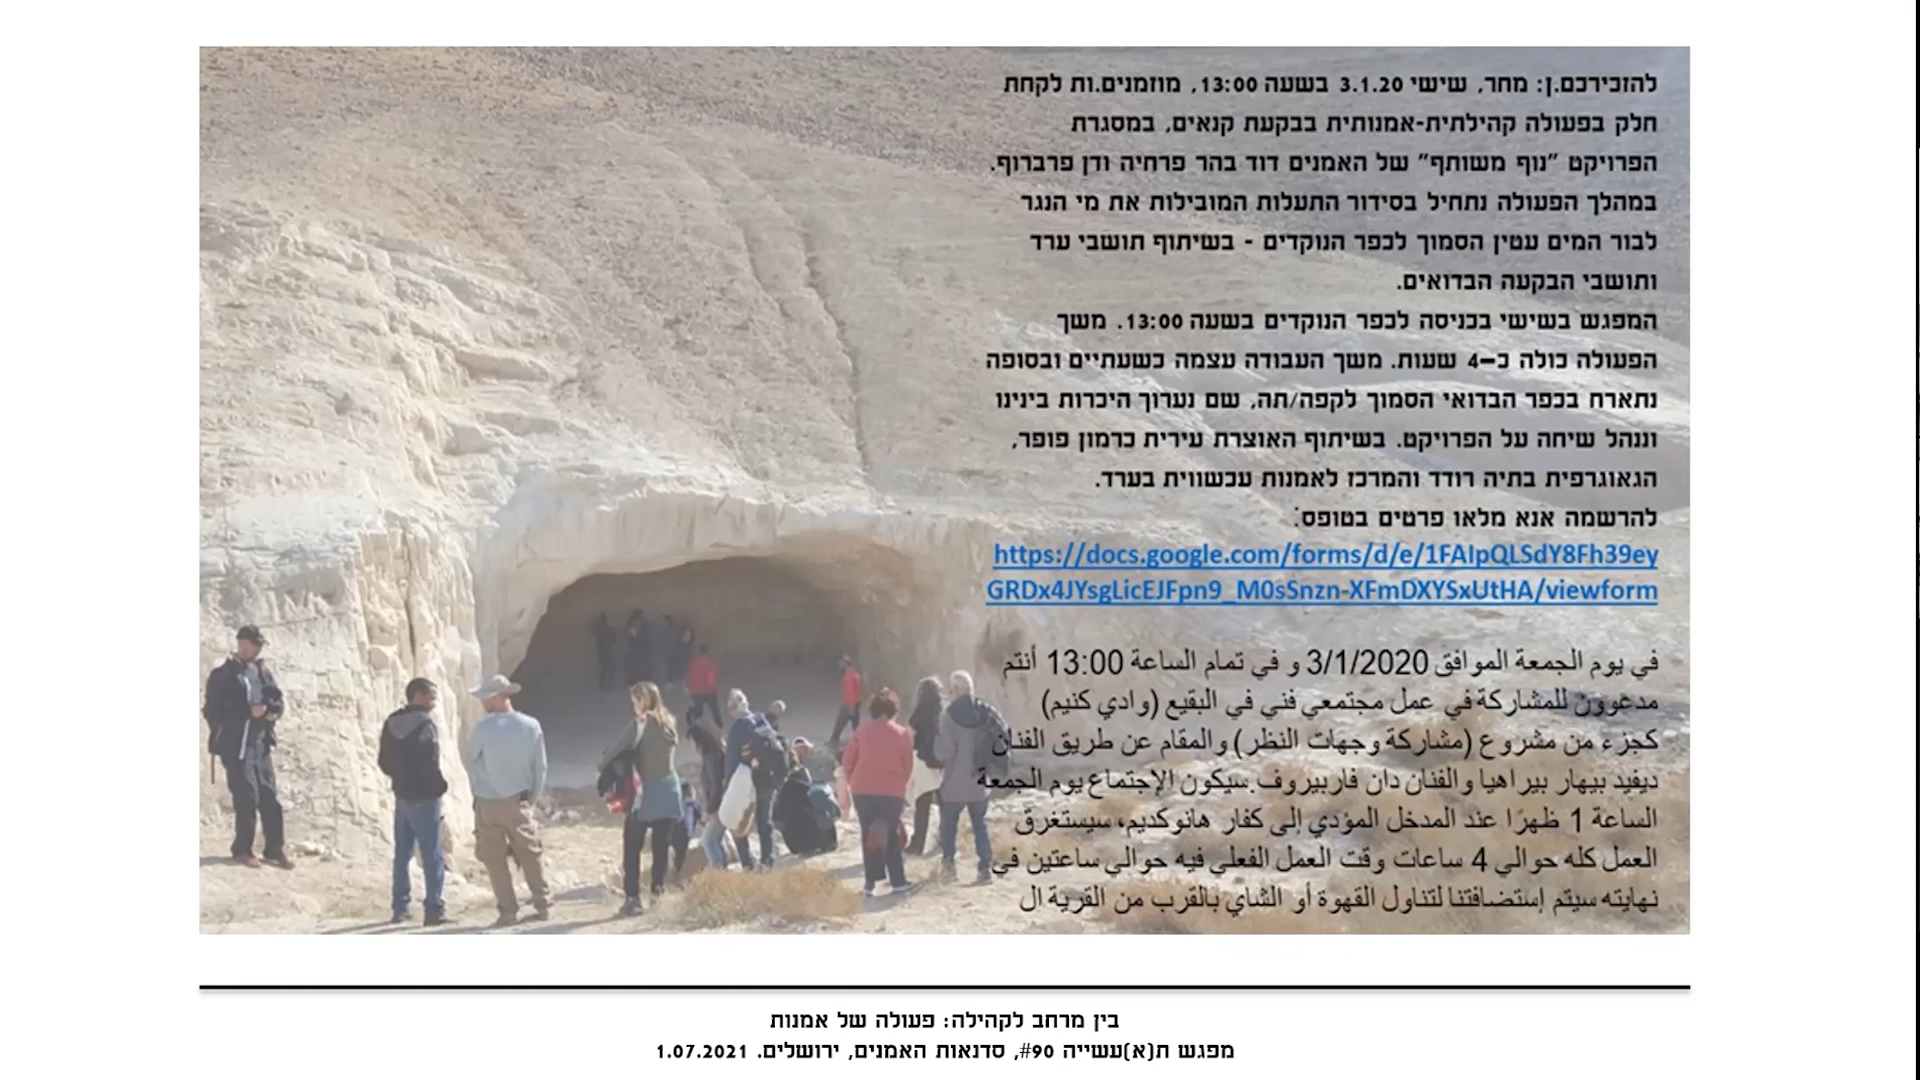 להזכירכם.ן: מחר, שישי 3.1.20 בשעה 13:00, מוזמנים.ות לקחת
חלק בפעולה קהילתית-אמנותית בבקעת קנאים, במסגרת
הפרויקט "נוף משותף" של האמנים דוד בהר פרחיה ודן פרברוף.
במהלך הפעולה נתחיל בסידור התעלות המובילות את מי הנגר
לבור המים עטין הסמוך לכפר הנוקדים - בשיתוף תושבי ערד
ותושבי הבקעה הבדואים.
המפגש בשישי בכניסה לכפר הנוקדים בשעה 13:00. משך
הפעולה כולה כ–4 שעות. משך העבודה עצמה כשעתיים ובסופה
נתארח בכפר הבדואי הסמוך לקפה/תה, שם נערוך היכרות בינינו
וננהל שיחה על הפרויקט. בשיתוף האוצרת עירית כרמון פופר,
הגאוגרפית בתיה רודד והמרכז לאמנות עכשווית בערד.
להרשמה אנא מלאו פרטים בטופס:
https://docs.google.com/forms/d/e/1FAIpQLSdY8Fh39ey
GRDx4JYsgLicEJFpn9_M0sSnzn-XFmDXYSxUtHA/viewform
في يوم الجمعة الموافق 3/1/2020 و في تمام الساعة 13:00 أنتم
مدعوون للمشاركة في عمل مجتمعي فني في البقيع (وادي كنيم)
كجزء من مشروع (مشاركة وجهات النظر) والمقام عن طريق الفنان
ديفيد بيهار بيراهيا والفنان دان فاربيروف.سيكون الإجتماع يوم الجمعة
الساعة 1 ظهرًا عند المدخل المؤدي إلى كفار هانوكديم، سيستغرق
العمل كله حوالي 4 ساعات وقت العمل الفعلي فيه حوالي ساعتين في
نهايته سيتم إستضافتنا لتناول القهوة أو الشاي بالقرب من القرية ال
בין מרחב לקהילה: פעולה של אמנות
מפגש ת(א)עשייה 90#, סדנאות האמנים, ירושלים. 1.07.2021